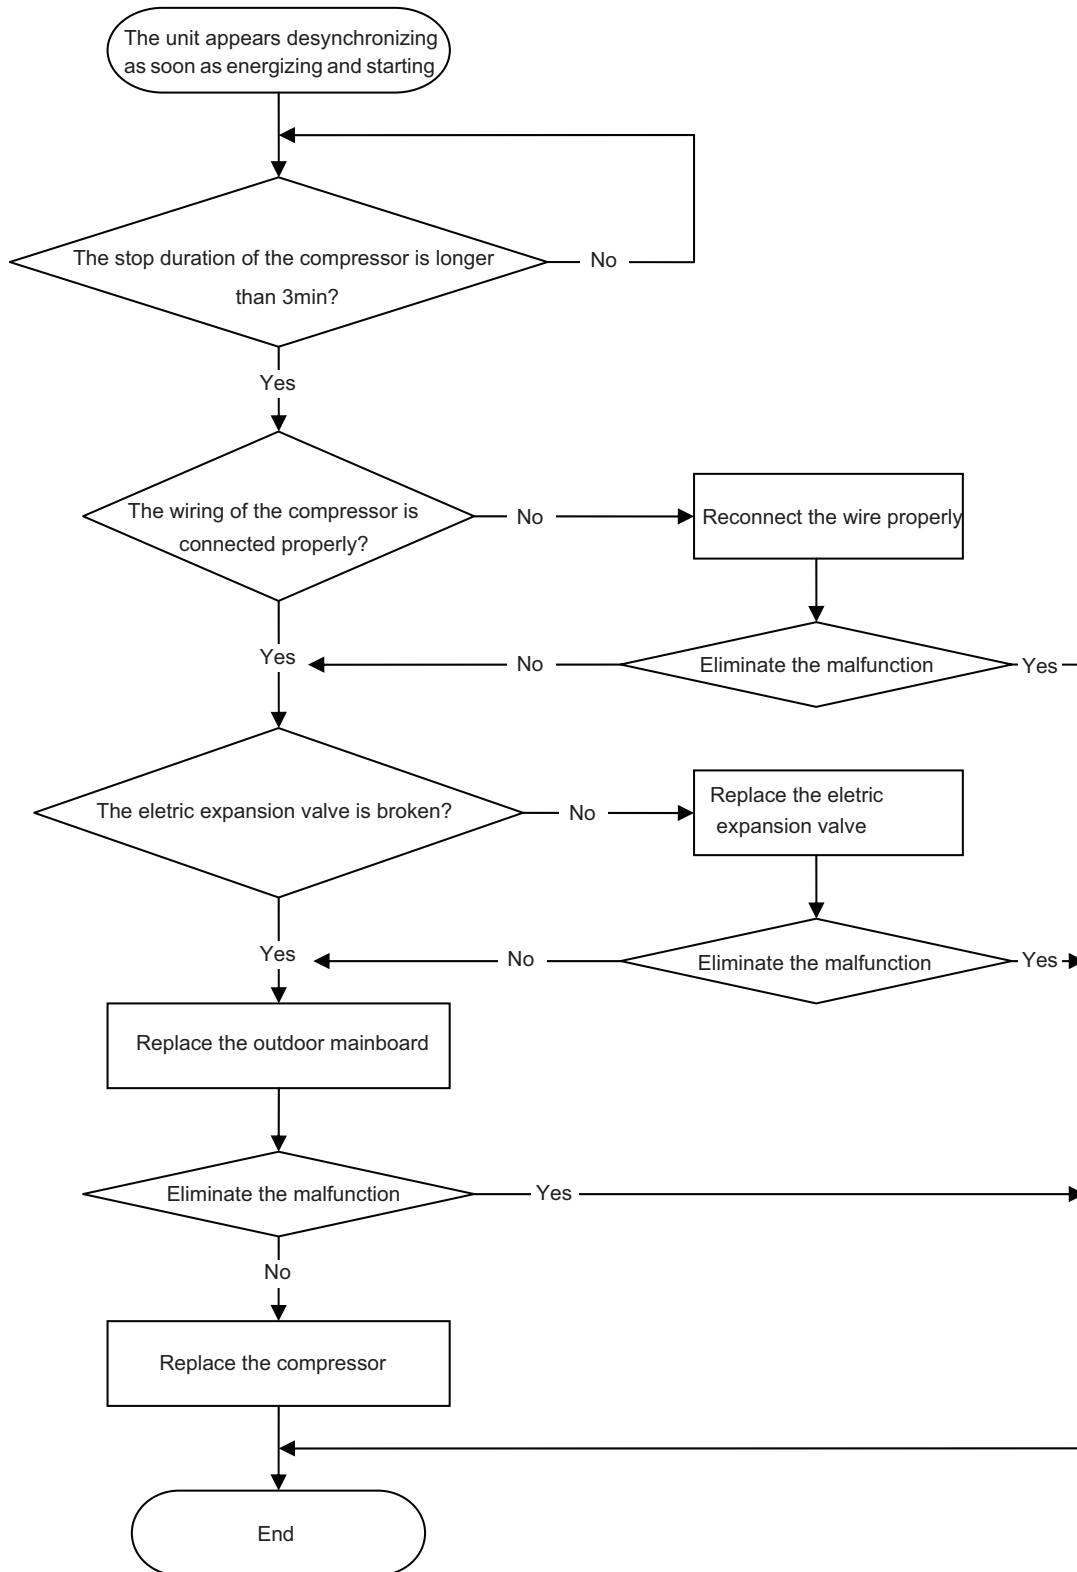 The unit appears desynchronizing
as soon as energizing and starting
The stop duration of the compressor is longer
than 3min?
No
Yes
The wiring of the compressor is
connected properly?
No
Reconnect the wire properly
Yes
No
Eliminate the malfunction
Yes
The eletric expansion valve is broken?
No
Replace the eletric
expansion valve
Yes
No
Eliminate the malfunction
Yes
Replace the outdoor mainboard
Eliminate the malfunction
Yes
No
Replace the compressor
End